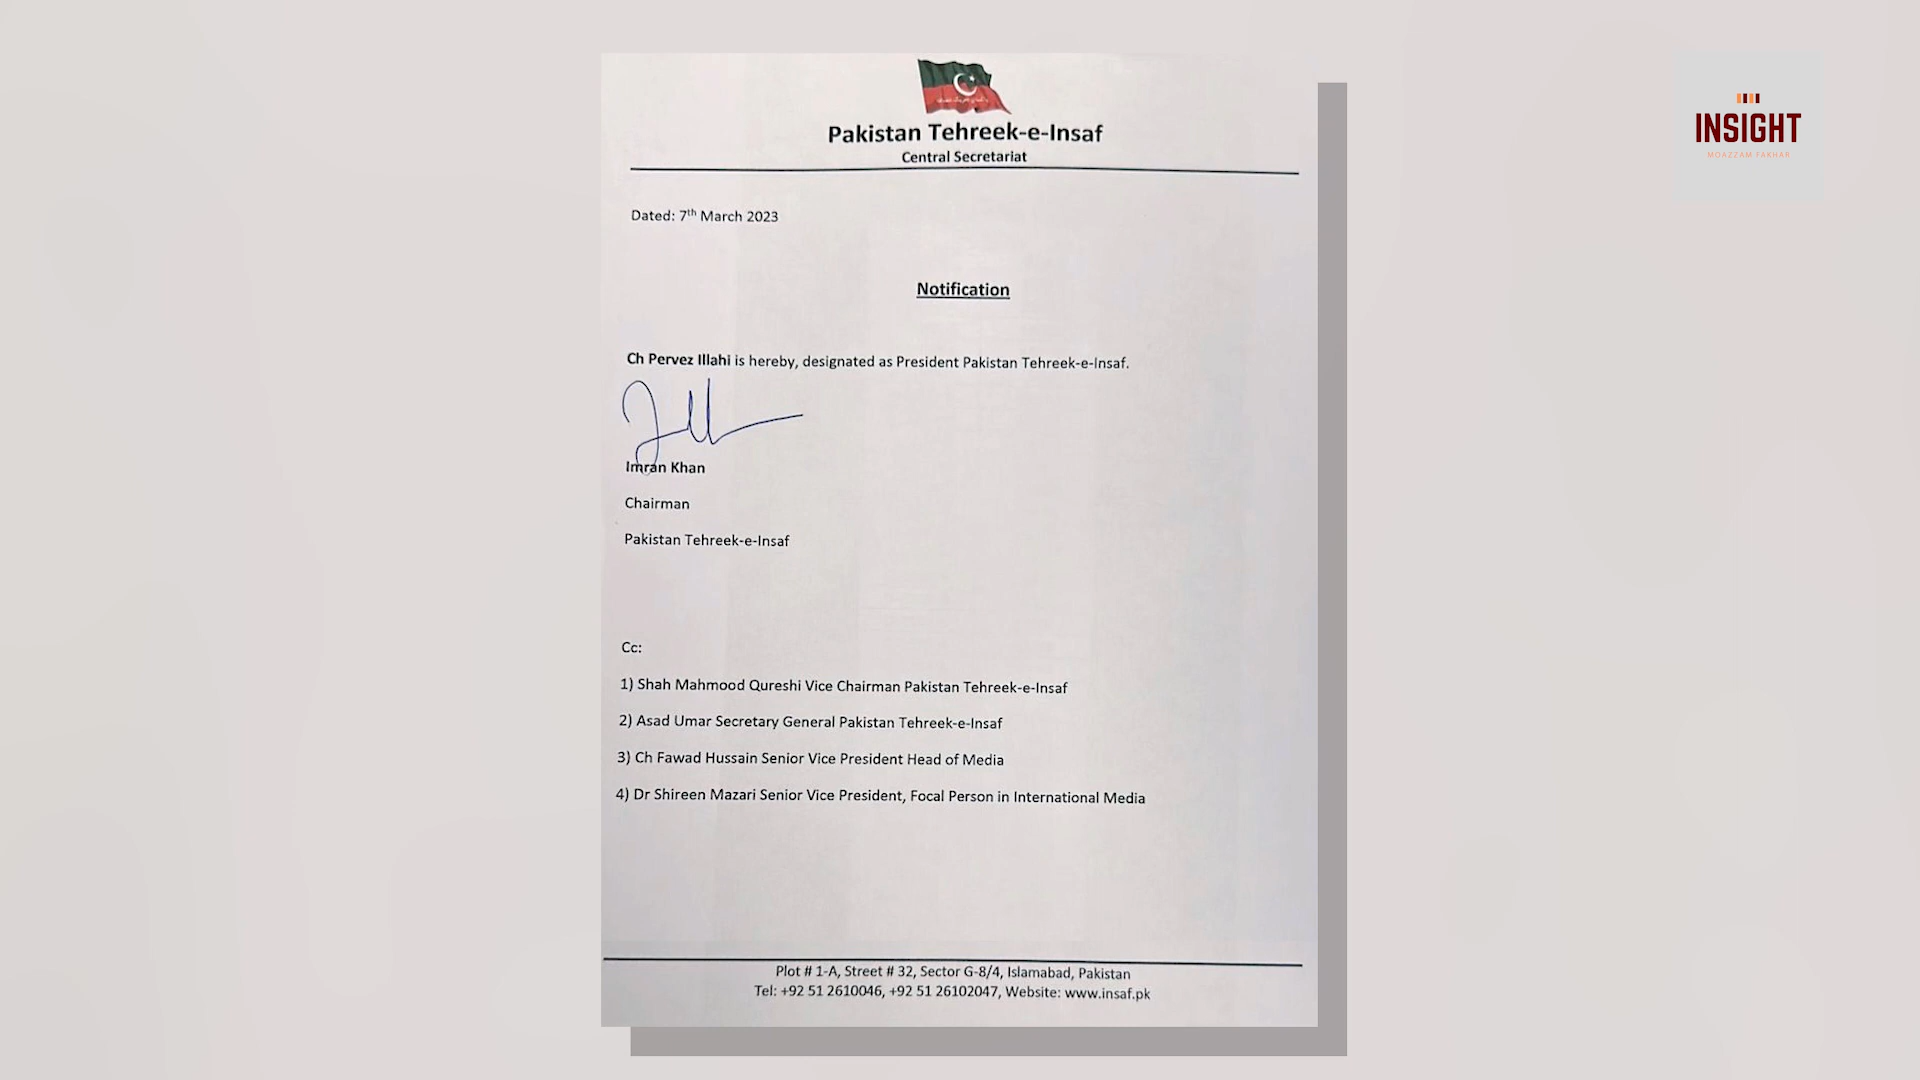 Pakistan Tehreek-e-Insaf
Central Secretariat
Dated: 7th March 2023
Notification
Ch Pervez Illahi is hereby, designated as President Pakistan Tehreek-e-Insaf.
Imran Khan
Chairman
Pakistan Tehreek-e-Insaf
Cc:
1) Shah Mahmood Qureshi Vice Chairman Pakistan Tehreek-e-Insaf
2) Asad Umar Secretary General Pakistan Tehreek-e-Insaf
3) Ch Fawad Hussain Senior Vice President Head of Media
4) Dr Shireen Mazari Senior Vice President, Focal Person in International Media
Plot # 1-A, Street # 32, Sector G-8/4, Islamabad, Pakistan
Tel: +92 51 2610046, +92 51 26102047, Website: www.insaf.pk
INSIGHT
MOAZZAM FAKHAR